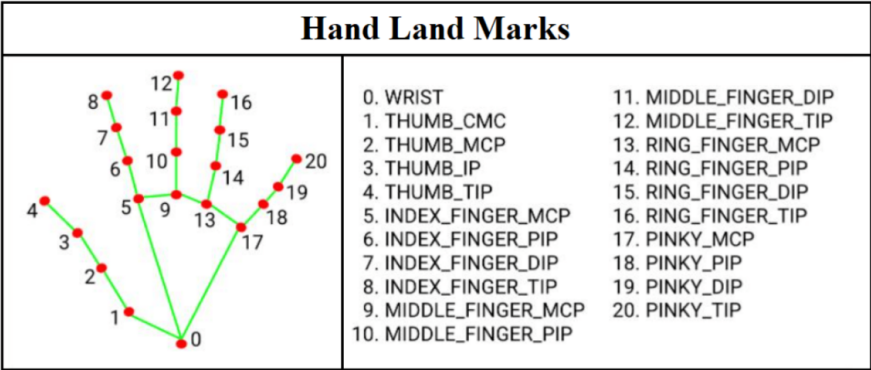 Hand Land Marks
12
8
16
11
7
15
10
6
20
14
19
4
5
9
13
18
3
17
2
1
0
0. WRIST
1. THUMB_CMC
2. THUMB_MCP
3. THUMB_IP
4. THUMB_TIP
5. INDEX_FINGER_MCP
6. INDEX_FINGER_PIP
7. INDEX_FINGER_DIP
8. INDEX_FINGER_TIP
9. MIDDLE_FINGER_MCP
10. MIDDLE_FINGER_PIP
11. MIDDLE_FINGER_DIP
12. MIDDLE_FINGER_TIP
13. RING_FINGER_MCP
14. RING_FINGER_PIP
15. RING_FINGER_DIP
16. RING_FINGER_TIP
17. PINKY_MCP
18. PINKY_PIP
19. PINKY_DIP
20. PINKY_TIP